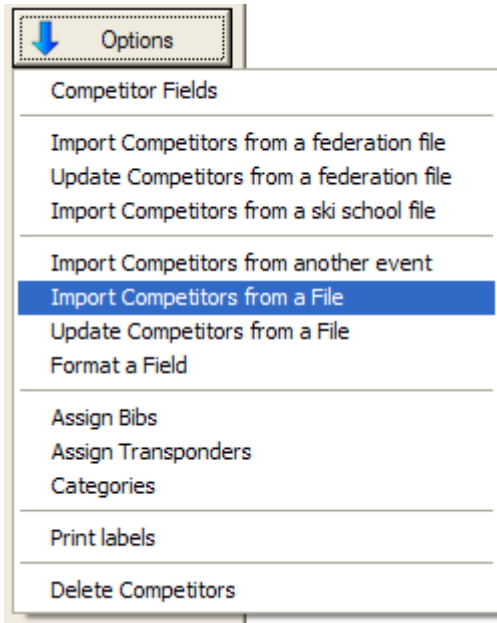 Options
Competitor Fields
Import Competitors from a federation file
Update Competitors from a federation file
Import Competitors from a ski school file
Import Competitors from another event
Import Competitors from a File
Update Competitors from a File
Format a Field
Assign Bibs
Assign Transponders
Categories
Print labels
Delete Competitors